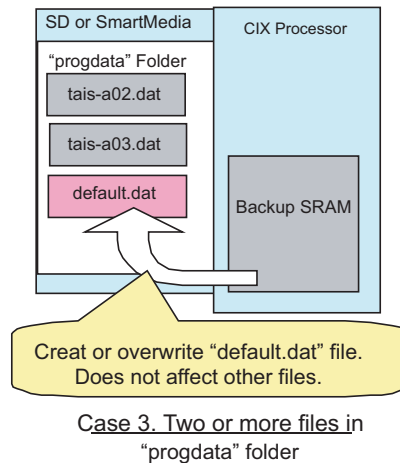 SD or SmartMedia
CIX Processor
“progdata” Folder
tais-a02.dat
tais-a03.dat
default.dat
Backup SRAM
Creat or overwrite “default.dat” file.
Does not affect other files.
Case 3. Two or more files in
“progdata” folder